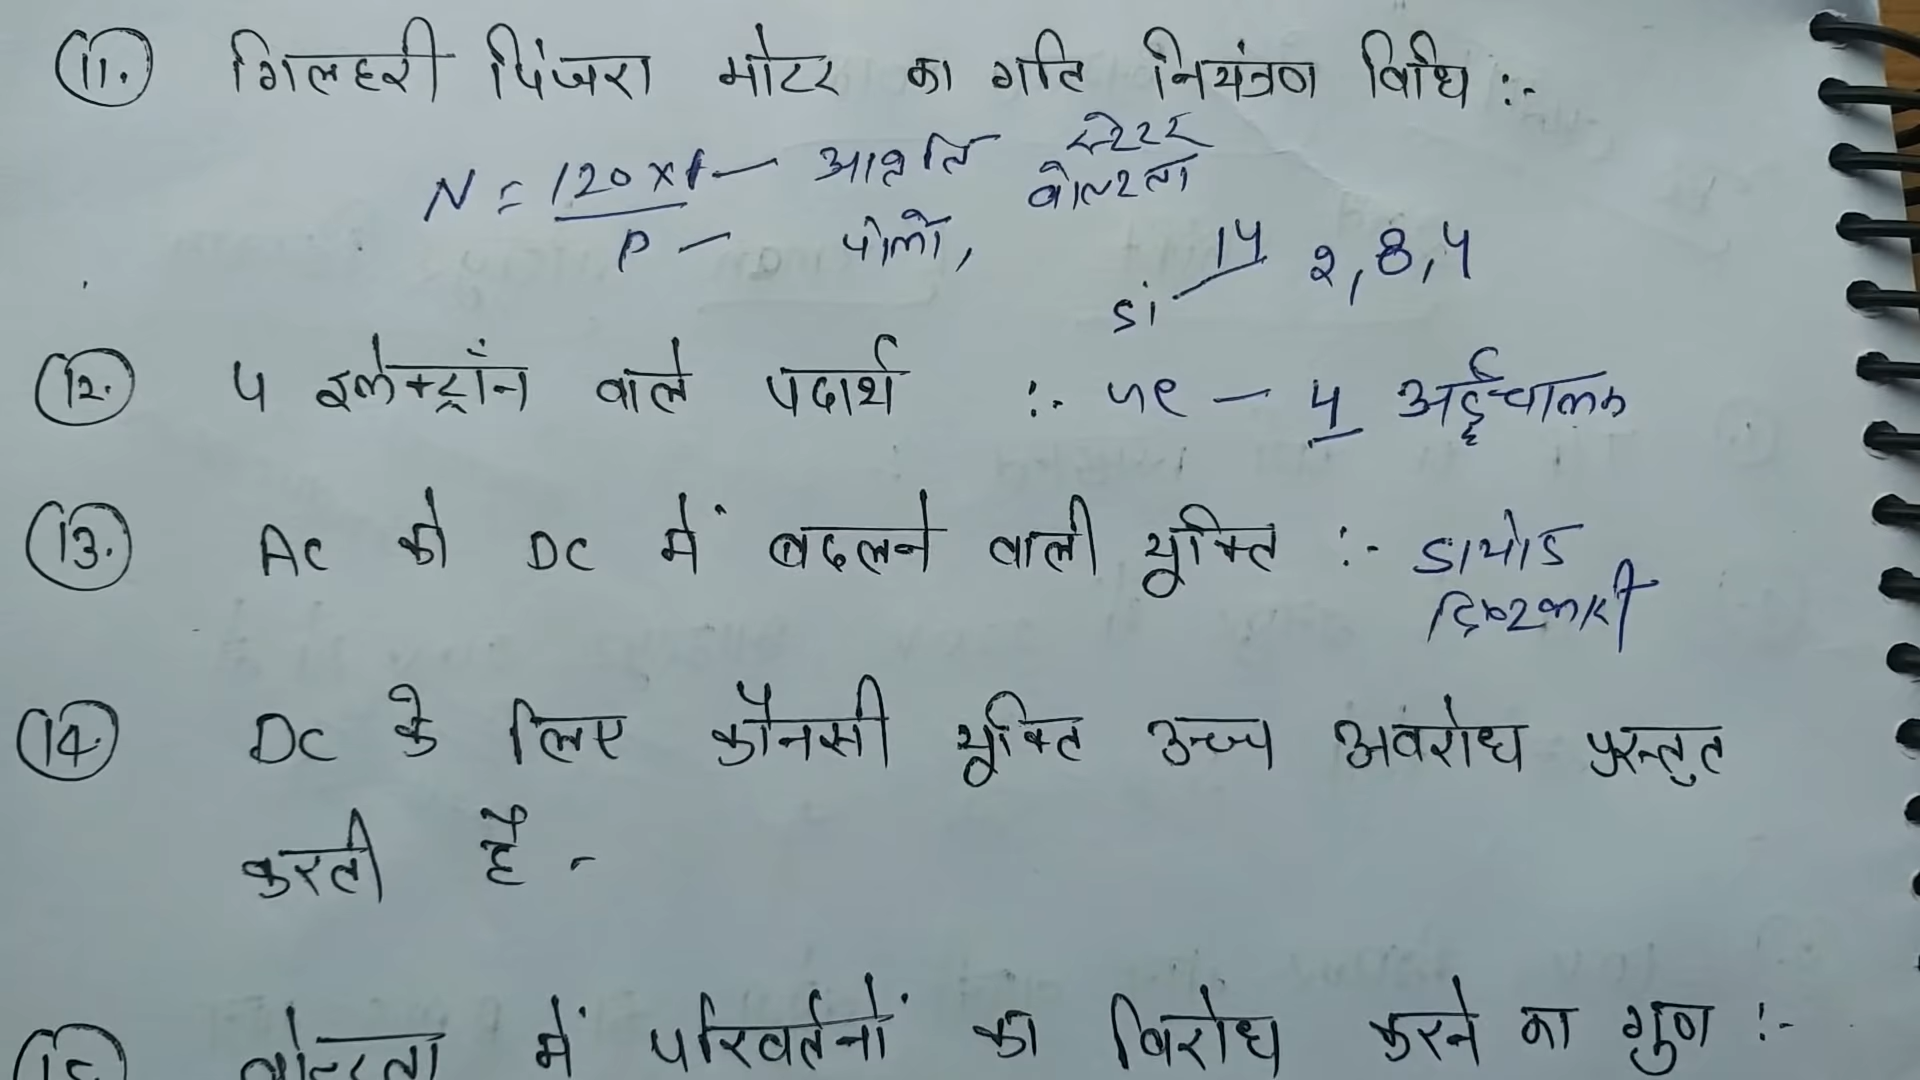 11. गिलहरी पिंजरा मोटर का गति नियंत्रण विधि :-
N = 120 x f — आवृति स्टेटर वोल्टता
P — पोलो,
Si 14 2, 8, 4
12. 4 इलेक्ट्रॉन वाले पदार्थ :- — 4 अर्द्धचालक
13. AC को DC में बदलने वाली यूक्ति :- डायोड
दिष्टकारी
14. DC के लिए कौनसी यूक्ति उच्च अवरोध प्रस्तुत
करती है -
वोल्टता में परिवर्तनों का विरोध करने का गुण :-